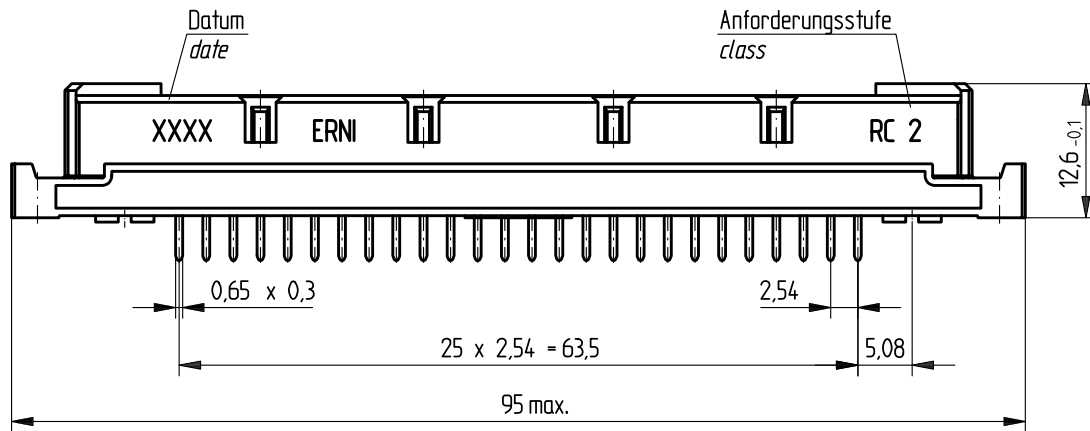 Datum
date
Anforderungsstufe
class
XXXX
ERNI
RC 2
12,6 -0,1
0,65 x 0,3
2,54
25 x 2,54 = 63,5
5,08
95 max.